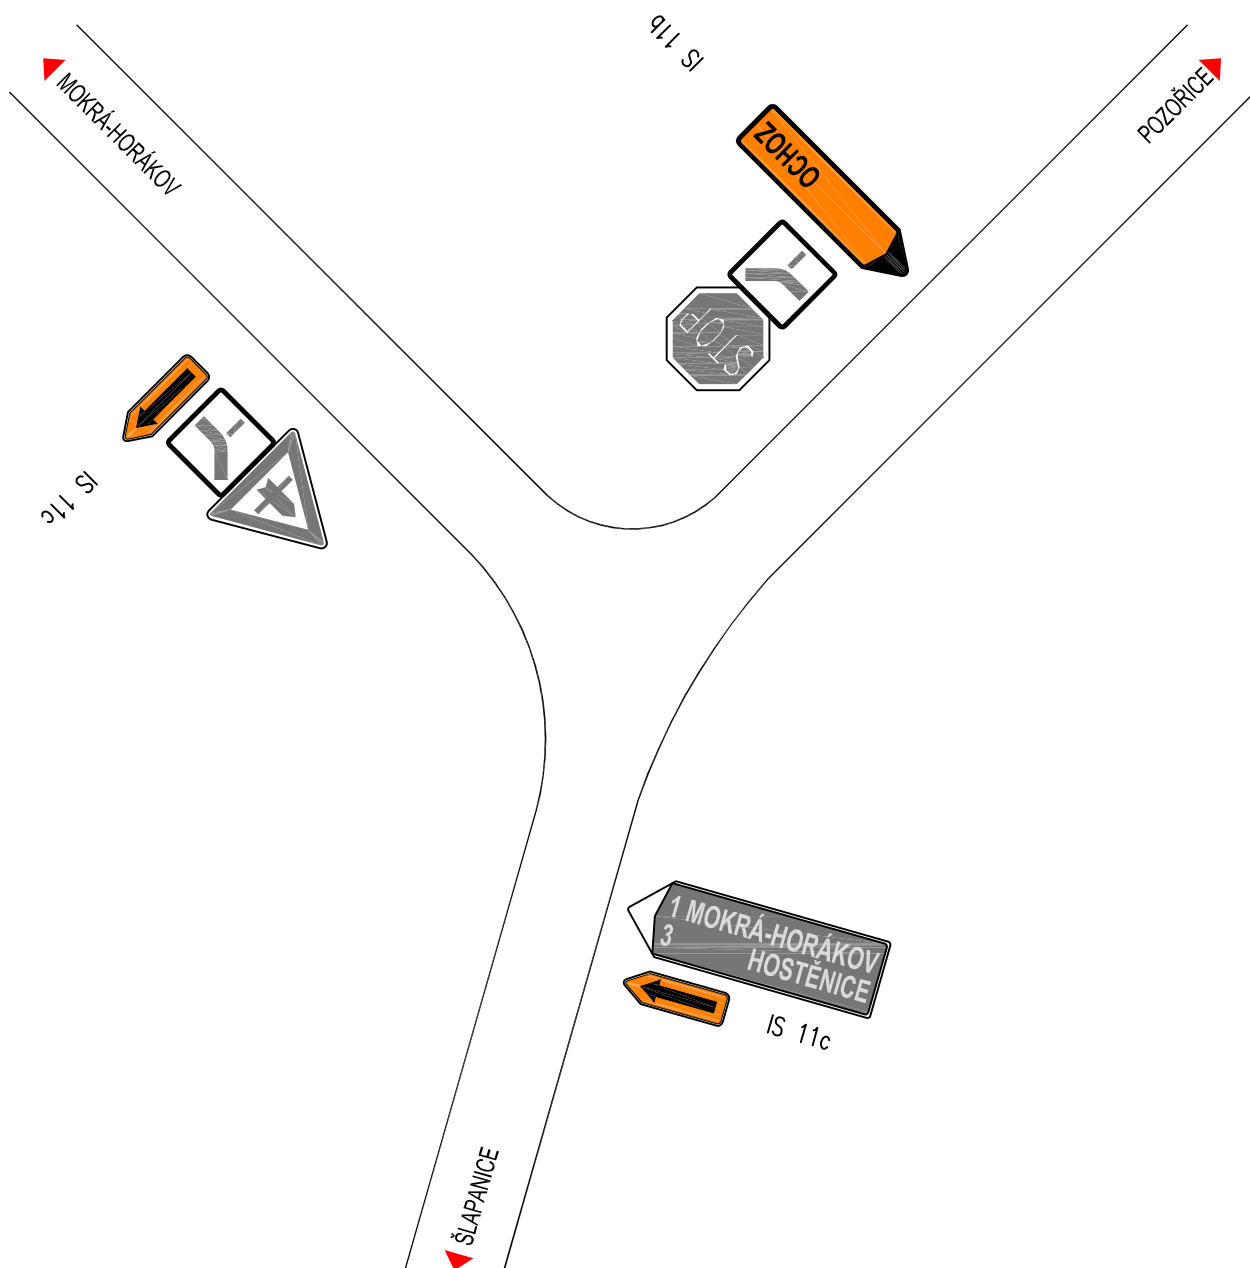 IS 11b
MOKRÁ-HORÁKOV
POZOŘICE
OCHOZ
STOP
IS 11c
1 MOKRÁ-HORÁKOV
3 HOSTĚNICE
IS 11c
ŠLAPANICE